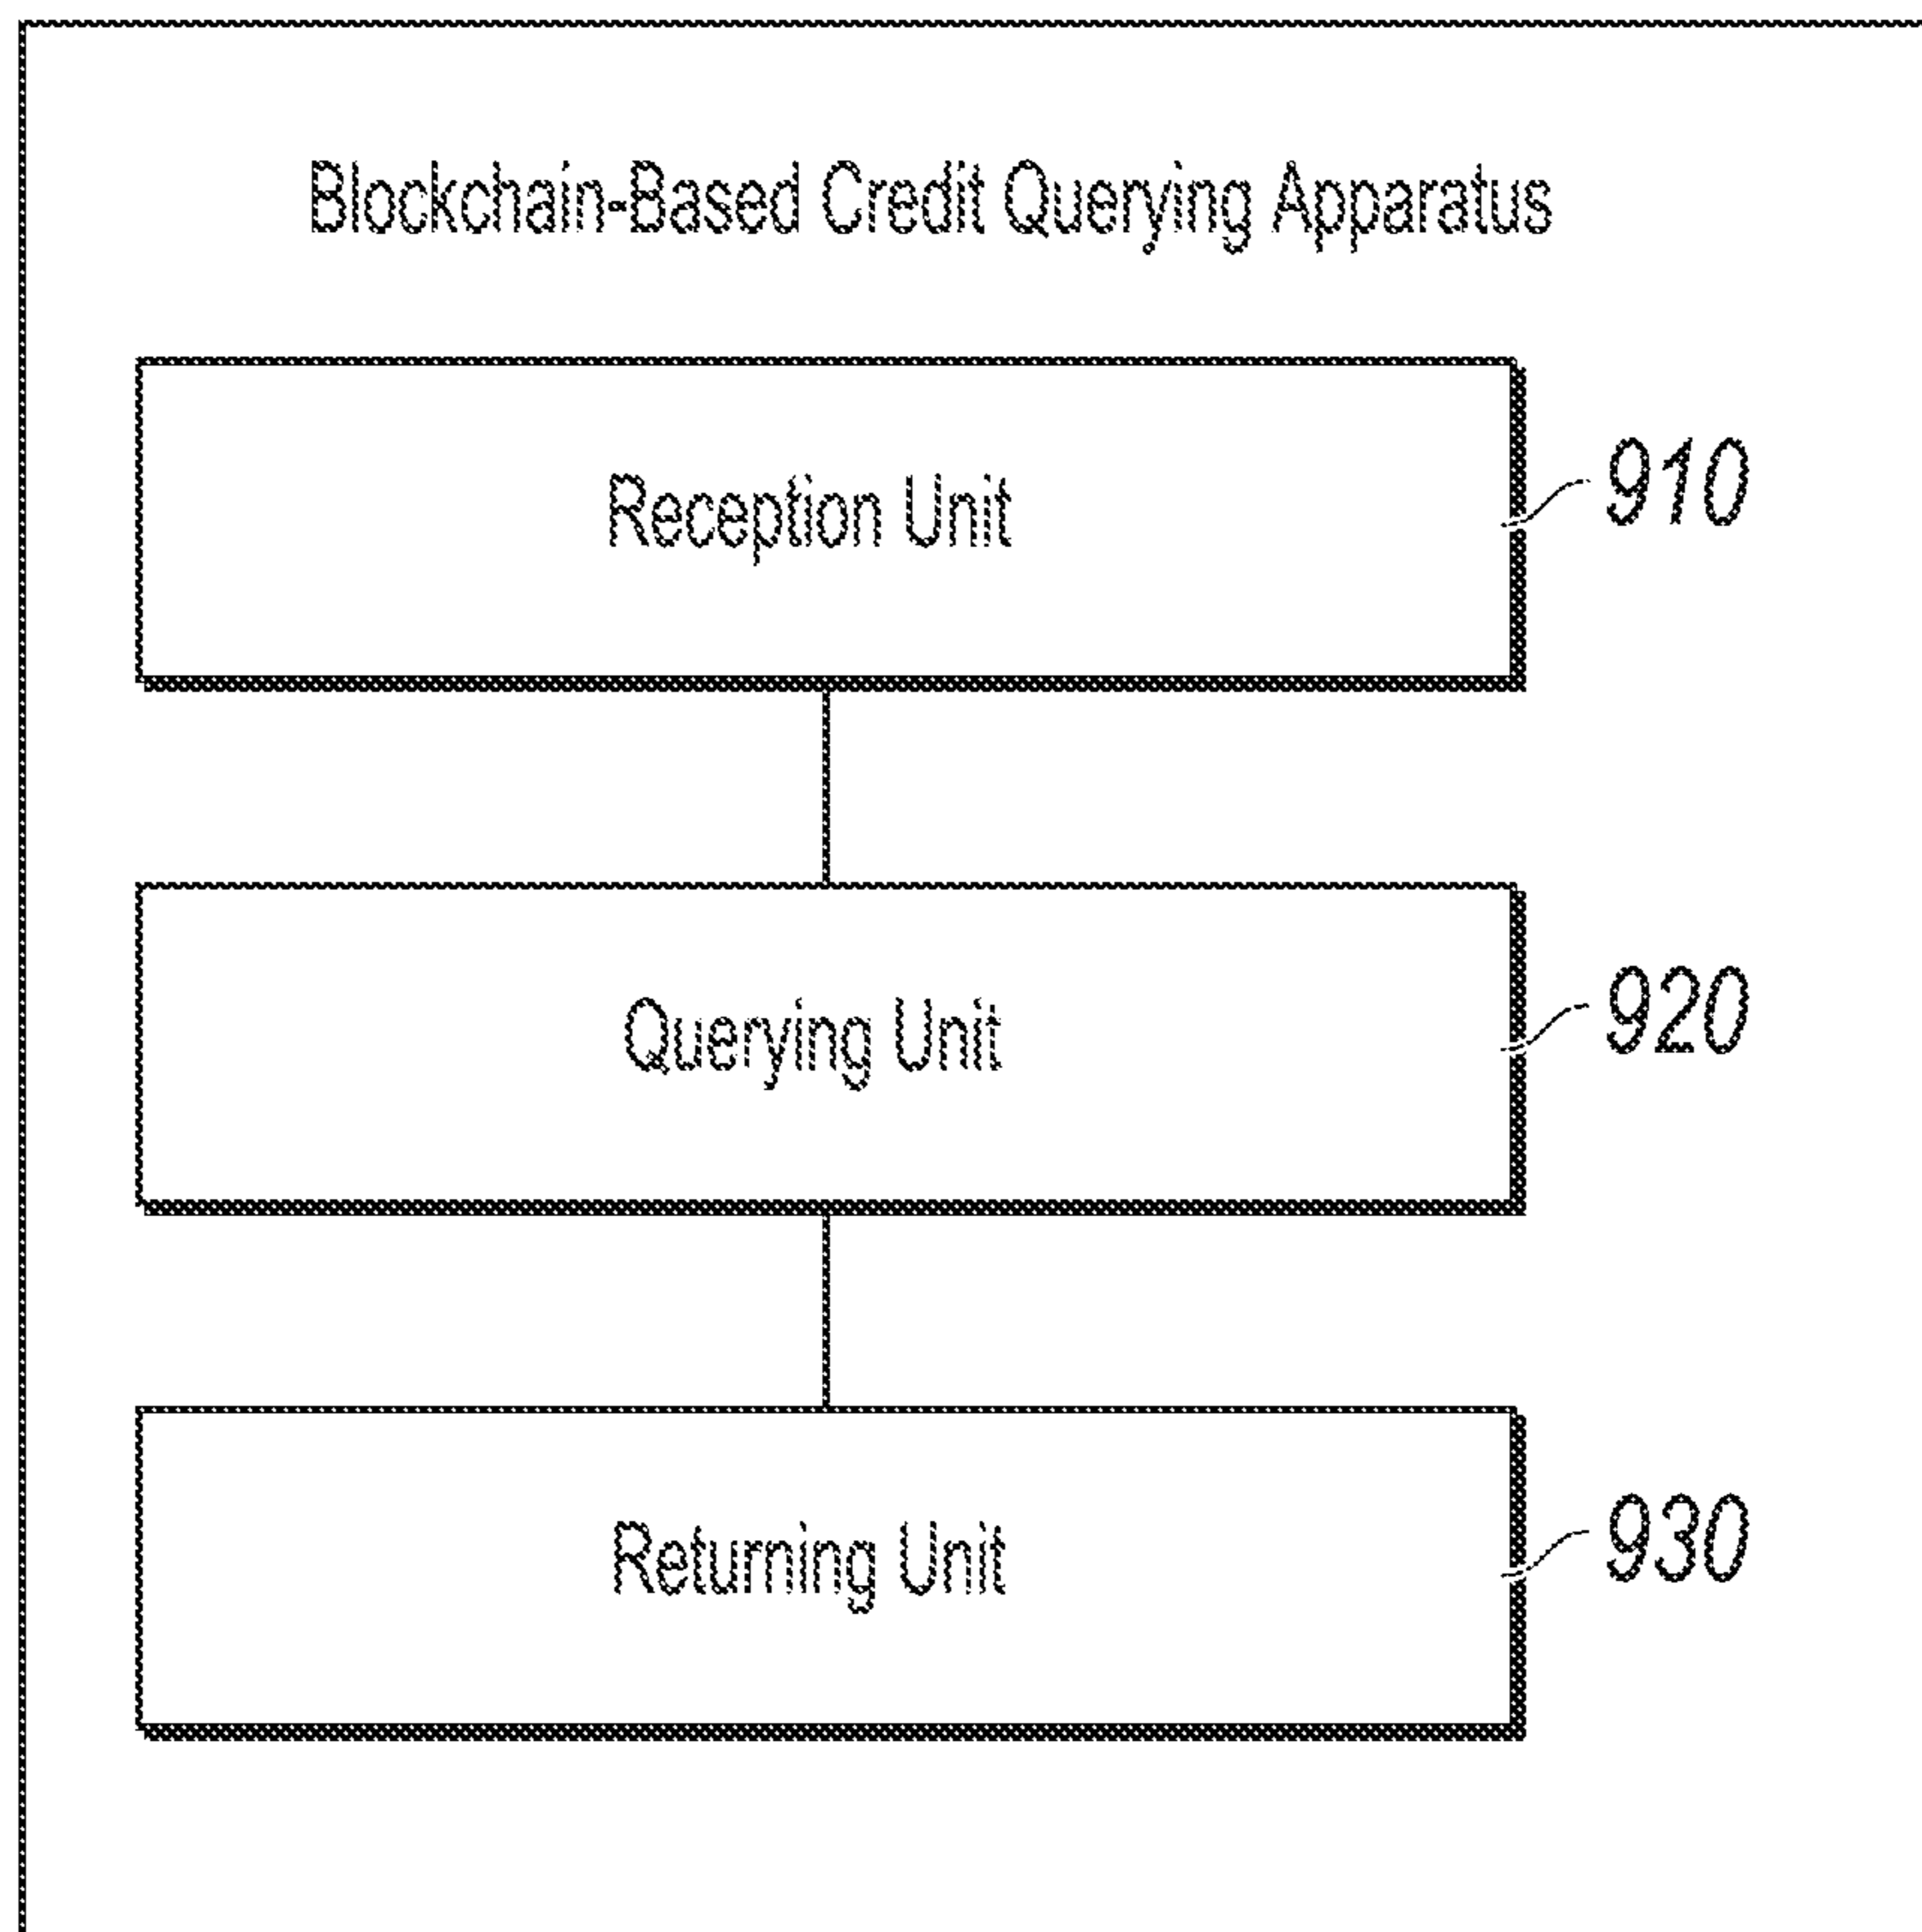 Blockchain-Based Credit Querying Apparatus
Reception Unit
910
Querying Unit
920
Returning Unit
930